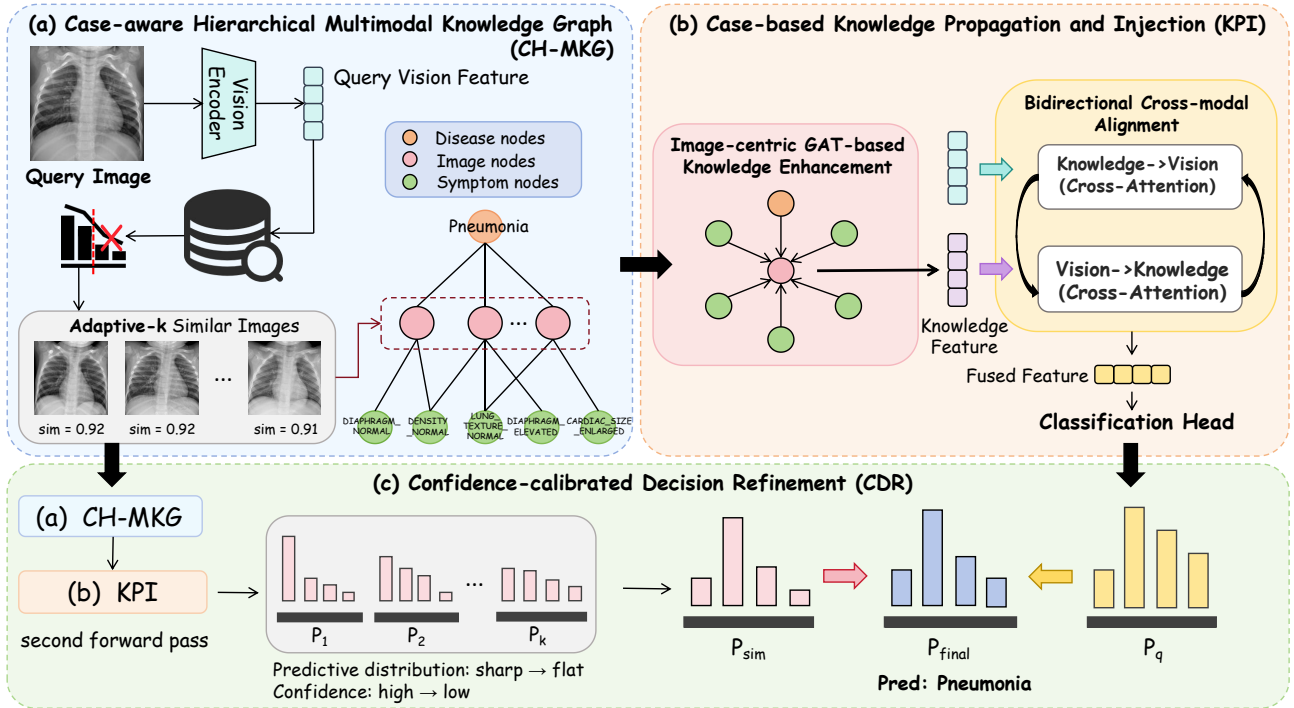 (a) Case-aware Hierarchical Multimodal Knowledge Graph
(CH-MKG)
Vision
Encoder
Query Vision Feature
Query Image
Disease nodes
Image nodes
Symptom nodes
Pneumonia
...
Adaptive-k Similar Images
...
sim = 0.92
sim = 0.92
sim = 0.91
DIAPHRAGM_
NORMAL
DENSITY
_NORMAL
LUNG_
TEXTURE_
NORMAL
DIAPHRAGM_
ELEVATED
CARDIAC_SIZE
_ENLARGED
(b) Case-based Knowledge Propagation and Injection (KPI)
Image-centric GAT-based
Knowledge Enhancement
Knowledge
Feature
Bidirectional Cross-modal
Alignment
Knowledge->Vision
(Cross-Attention)
Vision->Knowledge
(Cross-Attention)
Fused Feature
Classification Head
(c) Confidence-calibrated Decision Refinement (CDR)
(a) CH-MKG
(b) KPI
second forward pass
...
P1
P2
Pk
Predictive distribution: sharp → flat
Confidence: high → low
Psim
Pfinal
Pq
Pred: Pneumonia